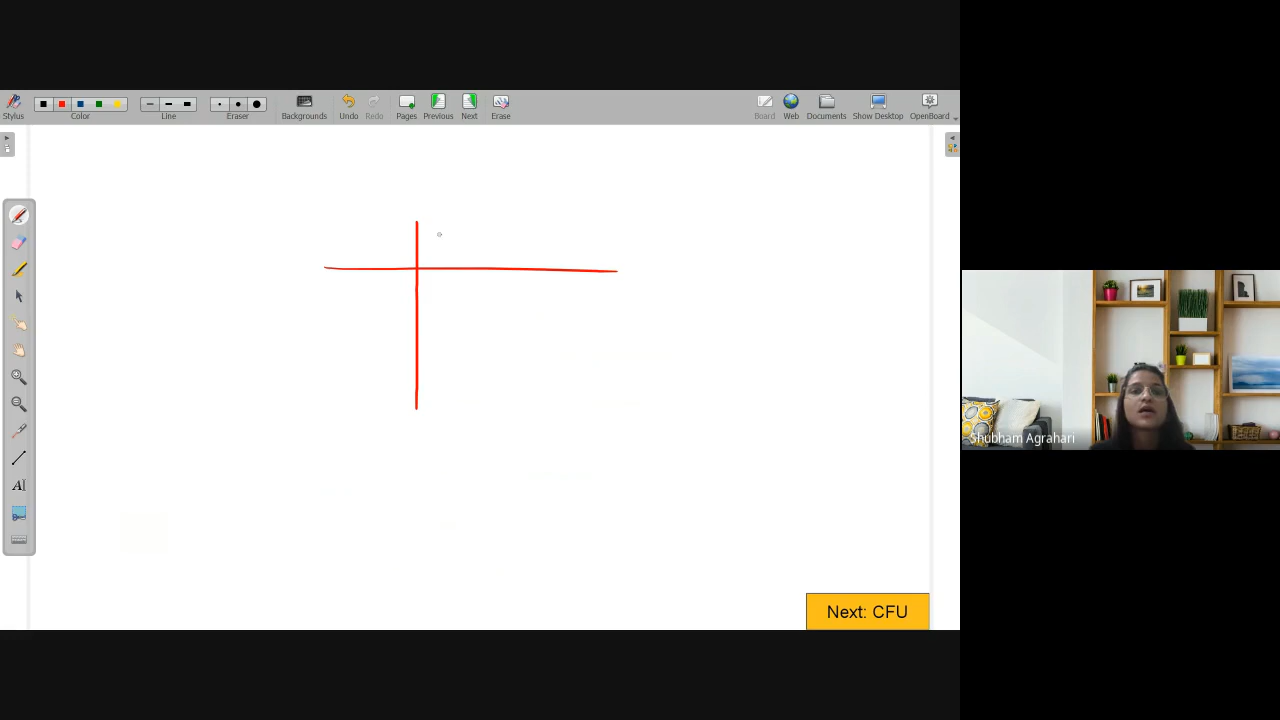 Stylus
Color
Line
Eraser
Backgrounds
Undo
Redo
Pages
Previous
Next
Erase
Board
Web
Documents
Show Desktop
OpenBoard
Shubham Agrahari
Next: CFU